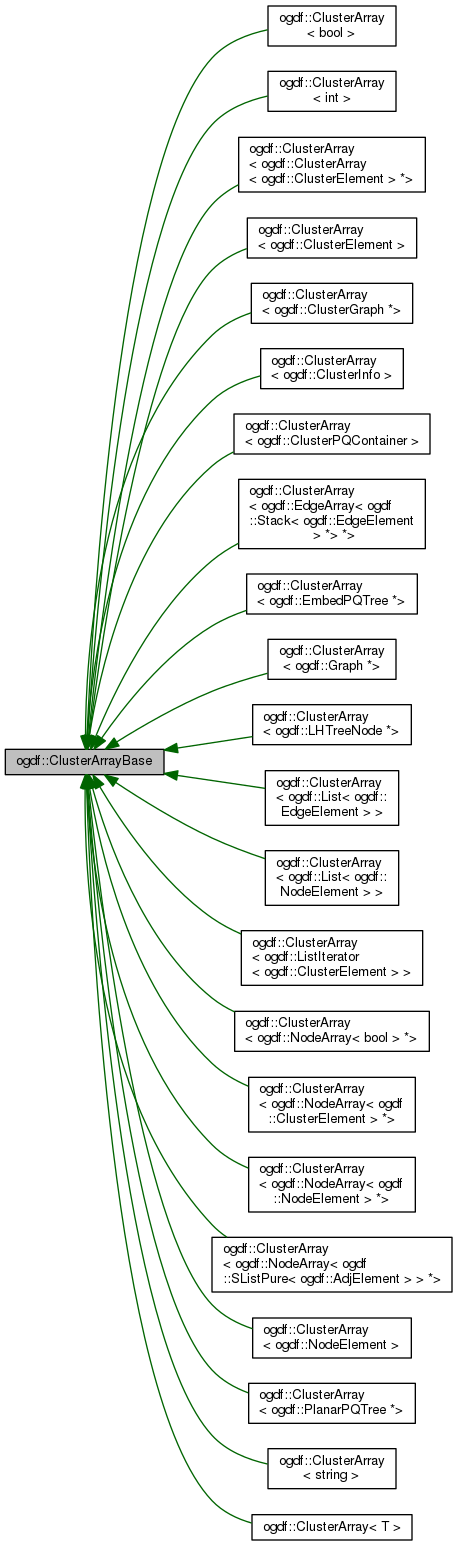 ogdf::ClusterArray
< bool >
ogdf::ClusterArray
< int >
ogdf::ClusterArray
< ogdf::ClusterArray
< ogdf::ClusterElement > *>
ogdf::ClusterArray
< ogdf::ClusterElement >
ogdf::ClusterArray
< ogdf::ClusterGraph *>
ogdf::ClusterArray
< ogdf::ClusterInfo >
ogdf::ClusterArray
< ogdf::ClusterPQContainer >
ogdf::ClusterArray
< ogdf::EdgeArray< ogdf
::Stack< ogdf::EdgeElement
> *> *>
ogdf::ClusterArray
< ogdf::EmbedPQTree *>
ogdf::ClusterArray
< ogdf::Graph *>
ogdf::ClusterArray
< ogdf::LHTreeNode *>
ogdf::ClusterArrayBase
ogdf::ClusterArray
< ogdf::List< ogdf::
EdgeElement > >
ogdf::ClusterArray
< ogdf::List< ogdf::
NodeElement > >
ogdf::ClusterArray
< ogdf::ListIterator
< ogdf::ClusterElement > >
ogdf::ClusterArray
< ogdf::NodeArray< bool > *>
ogdf::ClusterArray
< ogdf::NodeArray< ogdf
::ClusterElement > *>
ogdf::ClusterArray
< ogdf::NodeArray< ogdf
::NodeElement > *>
ogdf::ClusterArray
< ogdf::NodeArray< ogdf
::SListPure< ogdf::AdjElement > > *>
ogdf::ClusterArray
< ogdf::NodeElement >
ogdf::ClusterArray
< ogdf::PlanarPQTree *>
ogdf::ClusterArray
< string >
ogdf::ClusterArray< T >